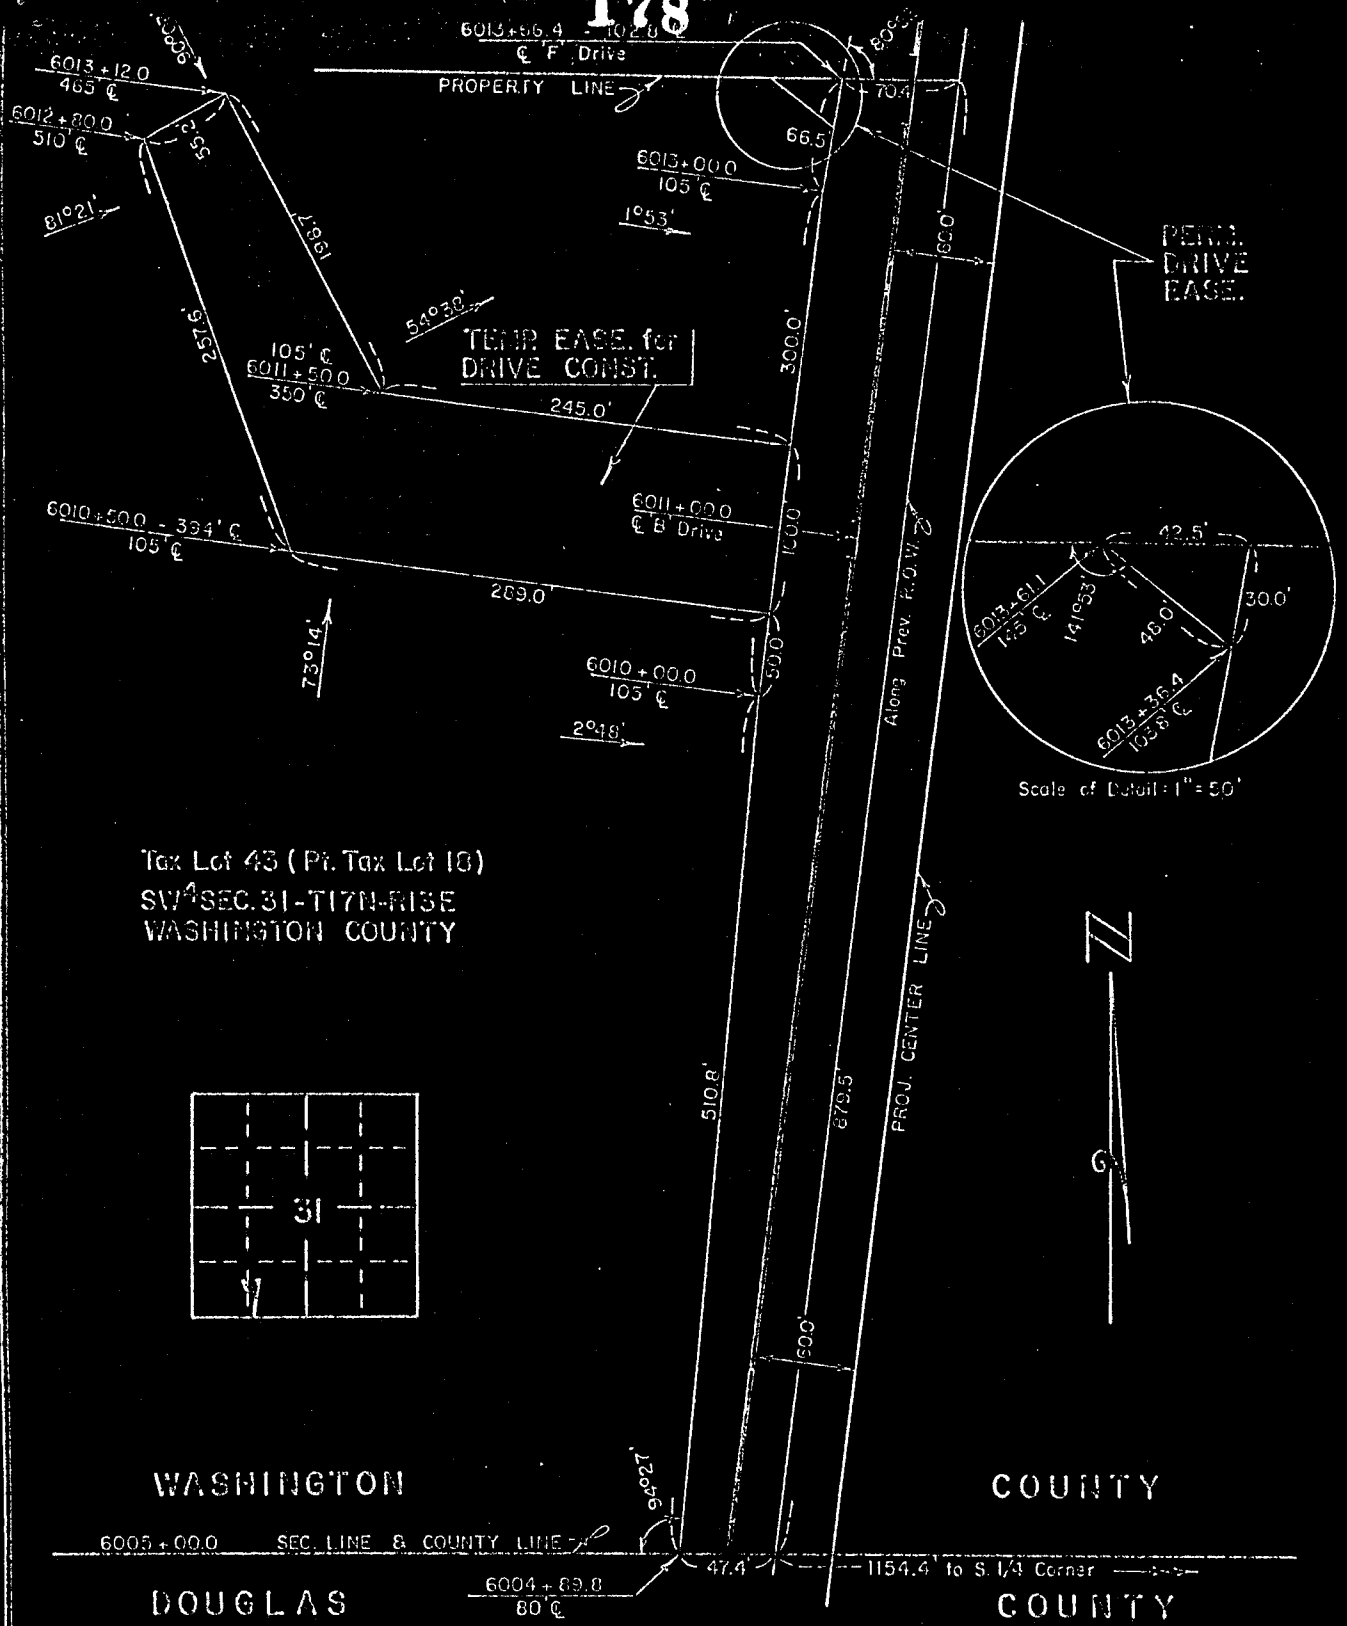 178
6013+66.4 - 102.8' ℄
℄ 'F' Drive
PROPERTY LINE
6013+12.0
465' ℄
6012+80.0
510' ℄
55.2'
81°21'
198.7'
257.6'
54°38'
105' ℄
6011+50.0
350' ℄
TEMP. EASE. for
DRIVE CONST.
245.0'
6010+50.0 - 394' ℄
105' ℄
289.0'
73°14'
70.4'
66.5'
6013+00.0
105' ℄
1°53'
300.0'
6011+00.0
℄ 'B' Drive
100.0'
50.0'
6010+00.0
105' ℄
2°48'
Along Prev. R.O.W.
PERM.
DRIVE
EASE.
42.5'
30.0'
48.0'
141°53'
6013+61.1
145' ℄
6013+36.4
103.8' ℄
Scale of Detail: 1" = 50'
Tax Lot 43 (Pt. Tax Lot 18)
SW⁴ SEC. 31-T17N-R13E
WASHINGTON COUNTY
PROJ. CENTER LINE
510.8'
879.5'
N
31
94°27'
WASHINGTON COUNTY
6005+00.0 SEC. LINE & COUNTY LINE
47.4' 1154.4' to S. 1/4 Corner
6004+89.8
80' ℄
DOUGLAS COUNTY